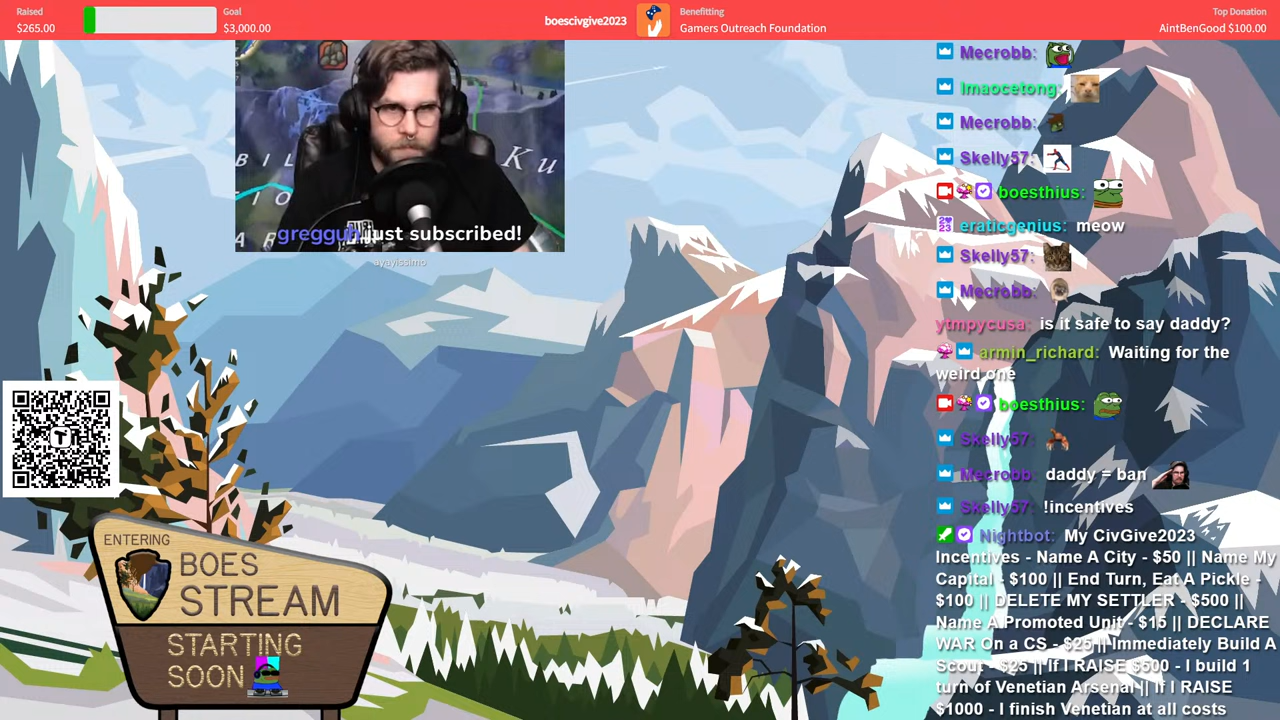 Raised
$265.00
Goal
$3,000.00
boescivgive2023
Benefitting
Gamers Outreach Foundation
Top Donation
AintBenGood $100.00
Mecrobb:
lmaocetong:
Mecrobb:
Skelly57:
boesthius:
eraticgenius: meow
Skelly57:
Mecrobb:
ytmpycusa: is it safe to say daddy?
armin_richard: Waiting for the
weird one
boesthius:
Skelly57:
Mecrobb: daddy = ban
Skelly57: !incentives
Nightbot: My CivGive2023
Incentives - Name A City - $50 || Name My
Capital - $100 || End Turn, Eat A Pickle -
$100 || DELETE MY SETTLER - $500 ||
Name A Promoted Unit - $15 || DECLARE
WAR On a CS - $25 || Immediately Build A
Scout - $25 || If I RAISE $500 - I build 1
turn of Venetian Arsenal || If I RAISE
$1000 - I finish Venetian at all costs
B I L
Ku
T I O
A R
just subscribed!
ayayissimo
ENTERING
BOES
STREAM
STARTING
SOON